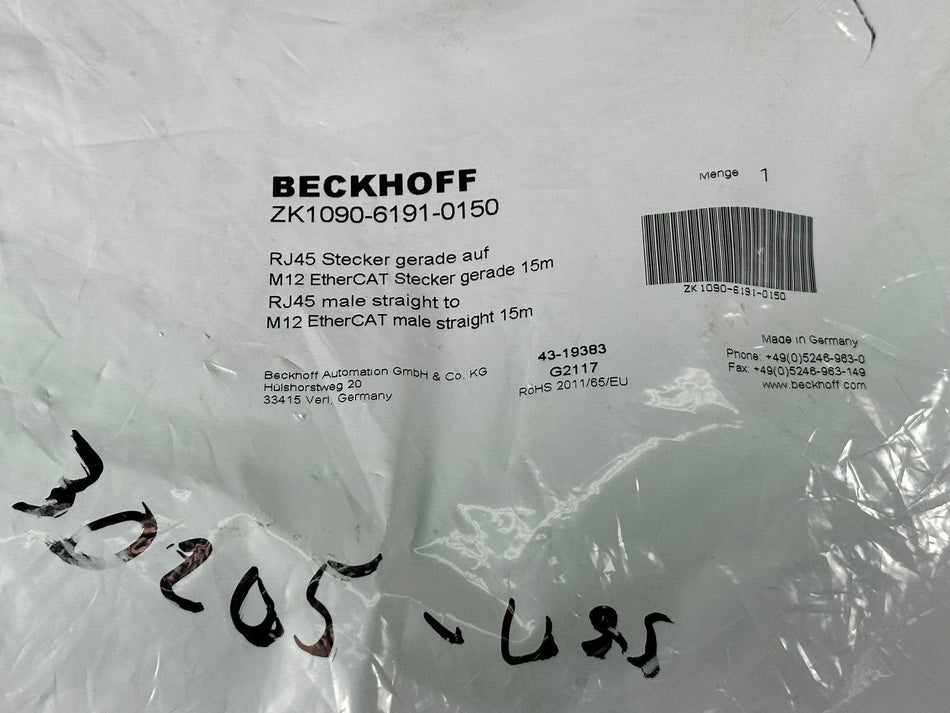 BECKHOFF
ZK1090-6191-0150
Menge 1
ZK1090-6191-0150
RJ45 Stecker gerade auf
M12 EtherCAT Stecker gerade 15m
RJ45 male straight to
M12 EtherCAT male straight 15m
Beckhoff Automation GmbH & Co. KG
Hülshorstweg 20
33415 Verl, Germany
43-19383
G2117
RoHS 2011/65/EU
Made in Germany
Phone: +49(0)5246-963-0
Fax: +49(0)5246-963-149
www.beckhoff.com